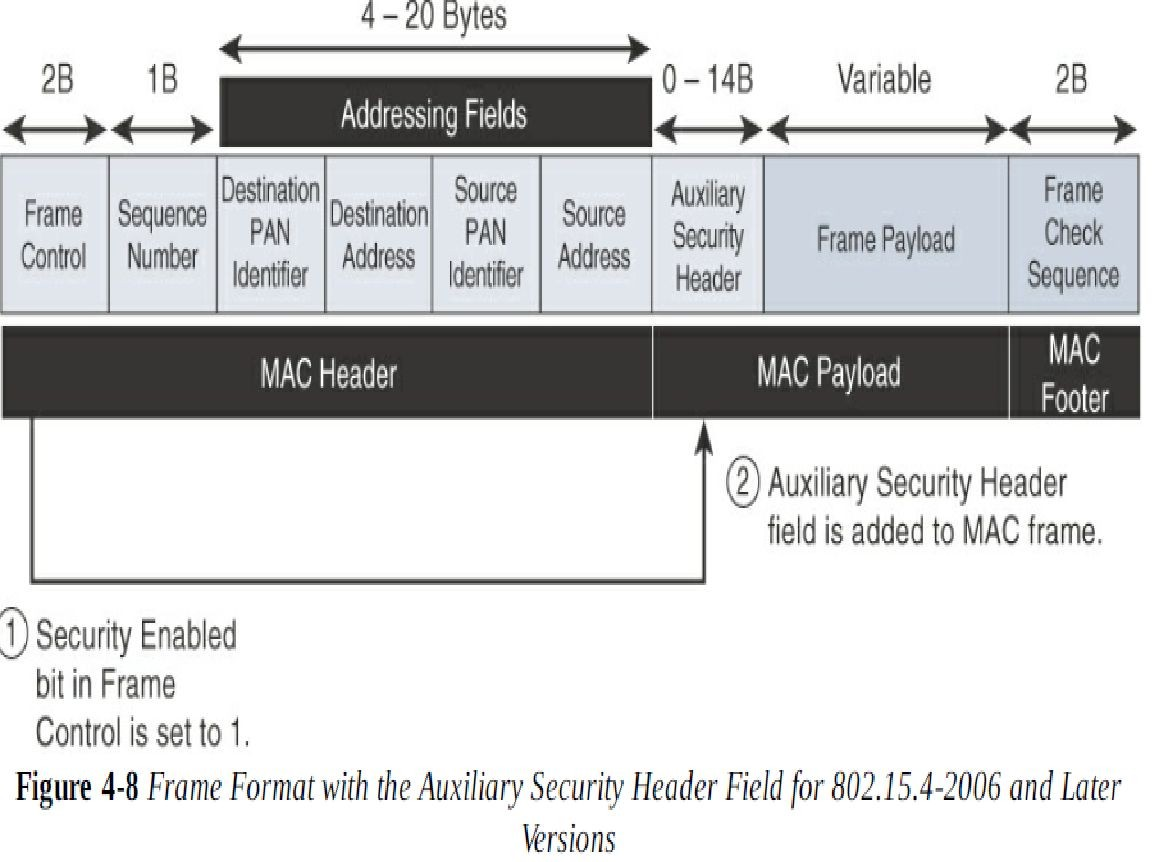 4 – 20 Bytes
2B
1B
Addressing Fields
0 – 14B
Variable
2B
Frame
Control
Sequence
Number
Destination
PAN
Identifier
Destination
Address
Source
PAN
Identifier
Source
Address
Auxiliary
Security
Header
Frame Payload
Frame
Check
Sequence
MAC Header
MAC Payload
MAC
Footer
2 Auxiliary Security Header
field is added to MAC frame.
1 Security Enabled
bit in Frame
Control is set to 1.
Figure 4-8 Frame Format with the Auxiliary Security Header Field for 802.15.4-2006 and Later
Versions